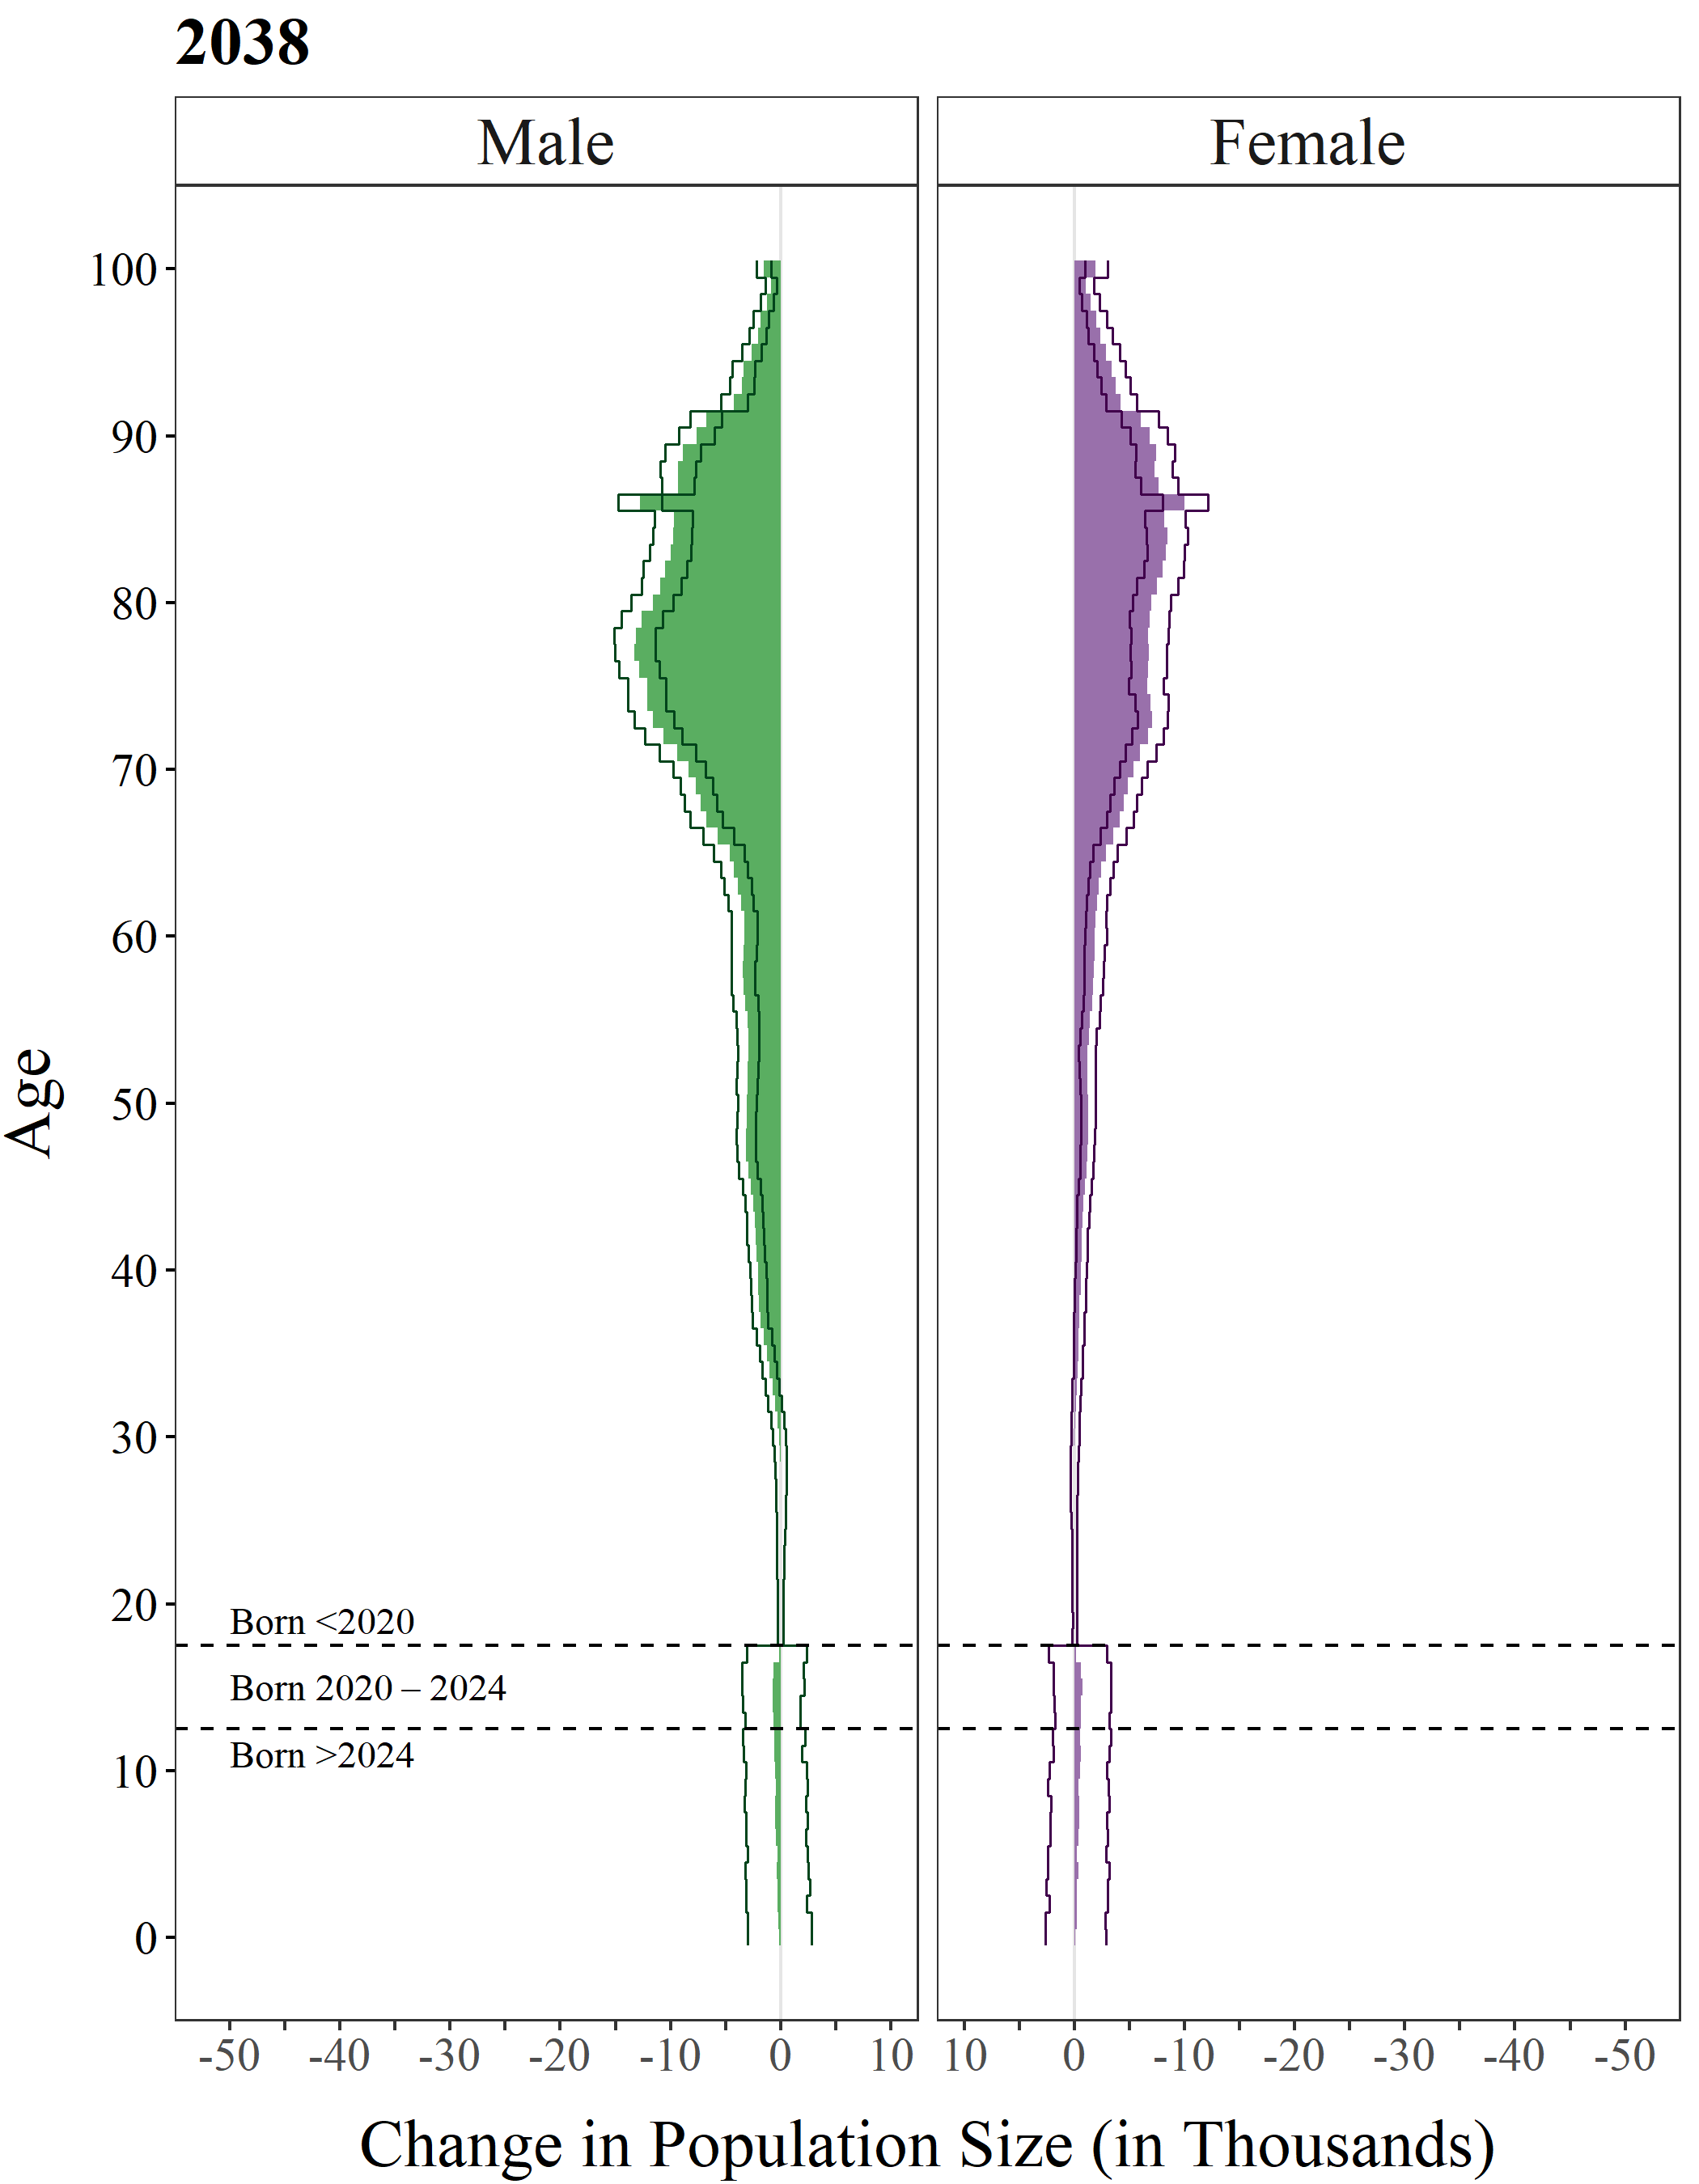 2038
Male Female
100
90
80
70
60
50
40
30
20
10
0
Age
Born <2020
Born 2020 – 2024
Born >2024
-50 -40 -30 -20 -10 0 10 10 0 -10 -20 -30 -40 -50
Change in Population Size (in Thousands)